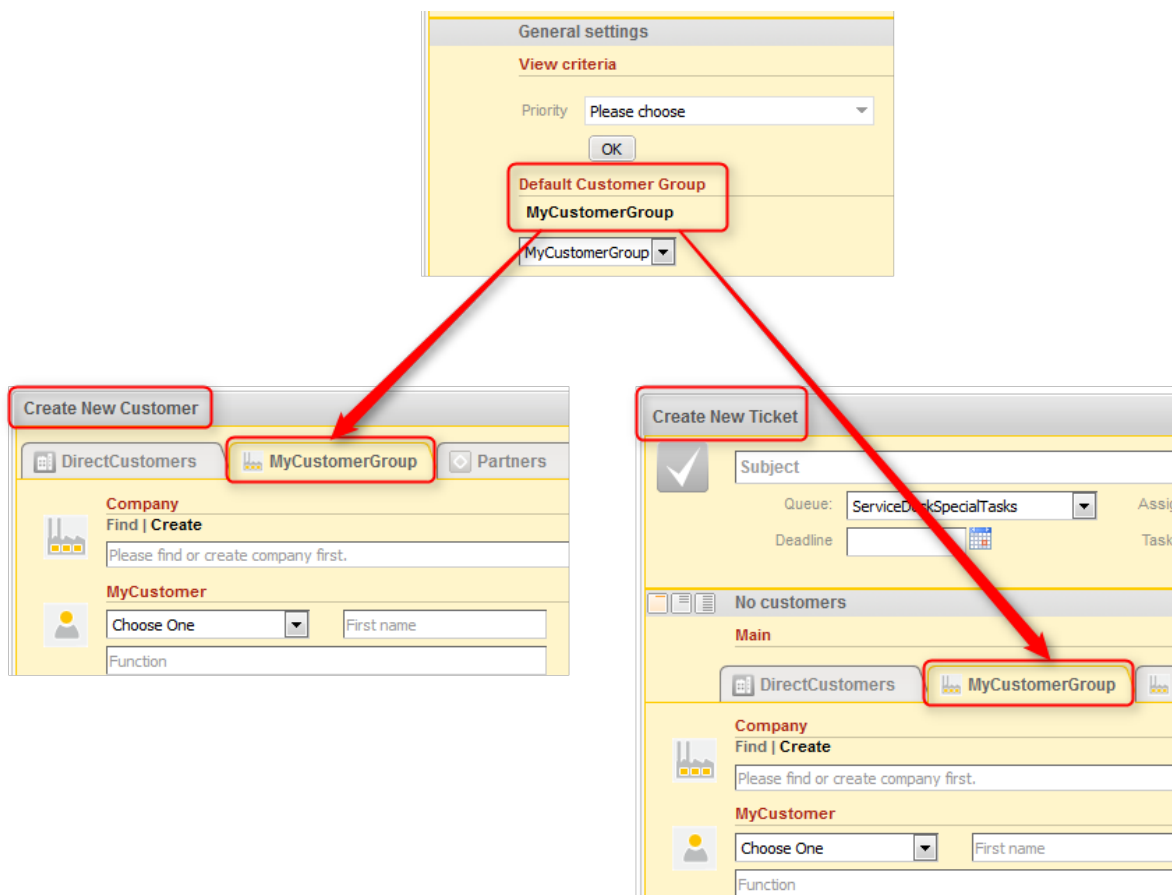 General settings
View criteria
Priority Please choose
OK
Default Customer Group
MyCustomerGroup
MyCustomerGroup
Create New Customer
DirectCustomers MyCustomerGroup Partners
Company
Find | Create
Please find or create company first.
MyCustomer
Choose One First name
Function
Create New Ticket
Subject
Queue: ServiceDeskSpecialTasks Assig
Deadline Task
No customers
Main
DirectCustomers MyCustomerGroup
Company
Find | Create
Please find or create company first.
MyCustomer
Choose One First name
Function